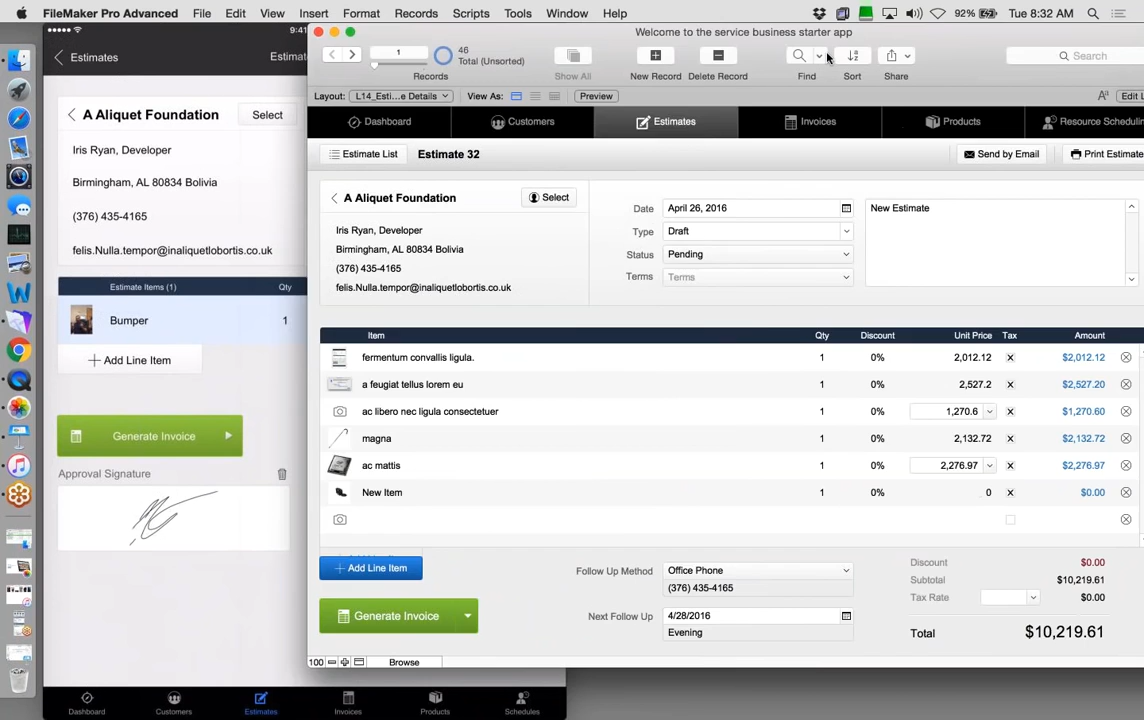 FileMaker Pro Advanced File Edit View Insert Format Records Scripts Tools Window Help 92% Tue 8:32 AM
9:41
Estimates
A Aliquet Foundation Select
Iris Ryan, Developer
Birmingham, AL 80834 Bolivia
(376) 435-4165
felis.Nulla.tempor@inaliquetlobortis.co.uk
Estimate Items (1) Qty
Bumper 1
Add Line Item
Generate Invoice
Approval Signature
Dashboard Customers Estimates Invoices Products Schedules
Welcome to the service business starter app
1 46
Total (Unsorted)
Records Show All New Record Delete Record Find Sort Share
Search
Layout: L14_Esti...e Details View As: Preview Aa Edit L
Dashboard Customers Estimates Invoices Products Resource Schedulin
Estimate List Estimate 32 Send by Email Print Estimate
A Aliquet Foundation Select
Iris Ryan, Developer
Birmingham, AL 80834 Bolivia
(376) 435-4165
felis.Nulla.tempor@inaliquetlobortis.co.uk
Date April 26, 2016
Type Draft
Status Pending
Terms Terms
New Estimate
Item Qty Discount Unit Price Tax Amount
fermentum convallis ligula. 1 0% 2,012.12 x $2,012.12
a feugiat tellus lorem eu 1 0% 2,527.2 x $2,527.20
ac libero nec ligula consectetuer 1 0% 1,270.6 x $1,270.60
magna 1 0% 2,132.72 x $2,132.72
ac mattis 1 0% 2,276.97 x $2,276.97
New Item 1 0% 0 x $0.00
Add Line Item
Generate Invoice
Follow Up Method Office Phone
(376) 435-4165
Next Follow Up 4/28/2016
Evening
Discount $0.00
Subtotal $10,219.61
Tax Rate $0.00
Total $10,219.61
100 Browse